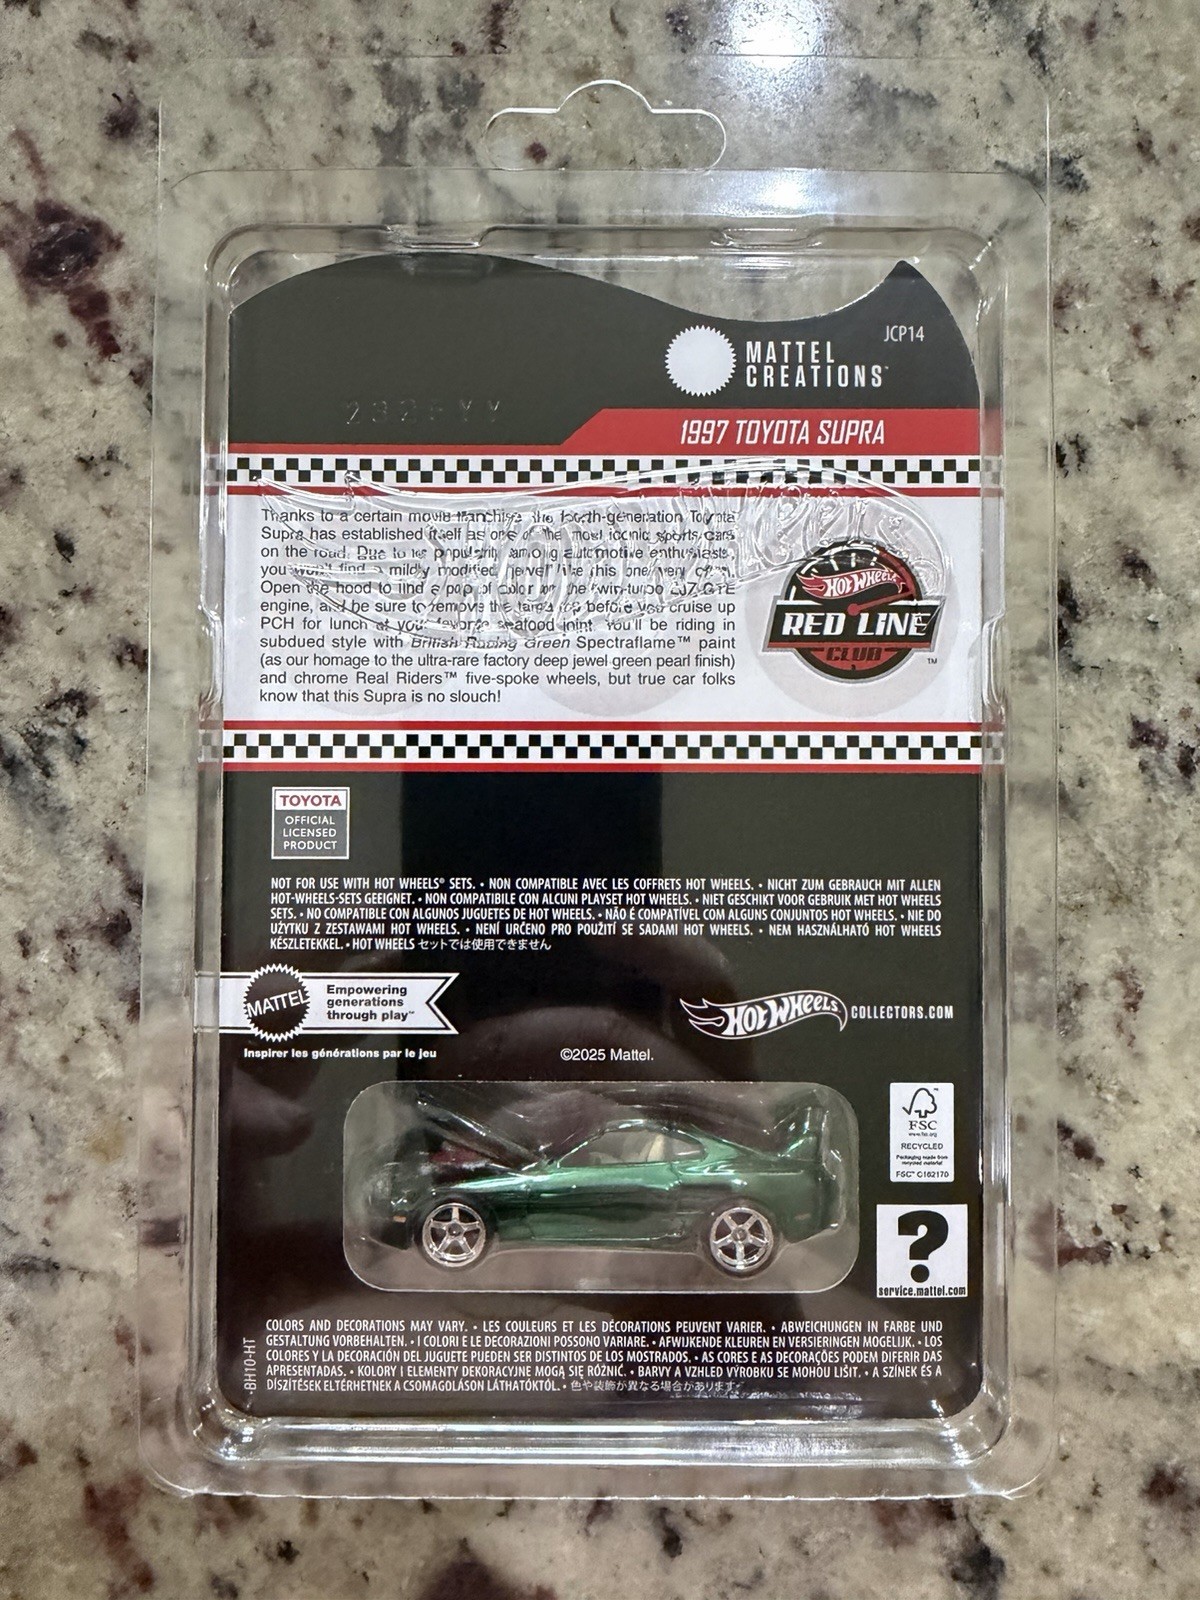 JCP14
MATTEL
CREATIONS™
1997 TOYOTA SUPRA
Thanks to a certain movie franchise, the fourth-generation Toyota
Supra has established itself as one of the most iconic sports cars
on the road. Due to its popularity among automotive enthusiasts,
you won't find a mildly modified "jewel" like this one very often.
Open the hood to find a pop of color on the twin-turbo 2JZ-GTE
engine, and be sure to remove the targa top before you cruise up
PCH for lunch at your favorite seafood joint. You'll be riding in
subdued style with British Racing Green Spectraflame™ paint
(as our homage to the ultra-rare factory deep jewel green pearl finish)
and chrome Real Riders™ five-spoke wheels, but true car folks
know that this Supra is no slouch!
HOT WHEELS
RED LINE
CLUB
™
TOYOTA
OFFICIAL
LICENSED
PRODUCT
NOT FOR USE WITH HOT WHEELS® SETS. • NON COMPATIBLE AVEC LES COFFRETS HOT WHEELS. • NICHT ZUM GEBRAUCH MIT ALLEN
HOT-WHEELS-SETS GEEIGNET. • NON COMPATIBILE CON ALCUNI PLAYSET HOT WHEELS. • NIET GESCHIKT VOOR GEBRUIK MET HOT WHEELS
SETS. • NO COMPATIBLE CON ALGUNOS JUGUETES DE HOT WHEELS. • NÃO É COMPATÍVEL COM ALGUNS CONJUNTOS HOT WHEELS. • NIE DO
UŻYTKU Z ZESTAWAMI HOT WHEELS. • NENÍ URČENO PRO POUŽITÍ SE SADAMI HOT WHEELS. • NEM HASZNÁLHATÓ HOT WHEELS
KÉSZLETEKKEL. • HOT WHEELS セットでは使用できません
MATTEL
Empowering
generations
through play™
HOT WHEELS COLLECTORS.COM
Inspirer les générations par le jeu
©2025 Mattel.
FSC
www.fsc.org
RECYCLED
Packaging made from
recycled material
FSC™ C162170
?
service.mattel.com
COLORS AND DECORATIONS MAY VARY. • LES COULEURS ET LES DÉCORATIONS PEUVENT VARIER. • ABWEICHUNGEN IN FARBE UND
GESTALTUNG VORBEHALTEN. • I COLORI E LE DECORAZIONI POSSONO VARIARE. • AFWIJKENDE KLEUREN EN VERSIERINGEN MOGELIJK. • LOS
COLORES Y LA DECORACIÓN DEL JUGUETE PUEDEN SER DISTINTOS DE LOS MOSTRADOS. • AS CORES E AS DECORAÇÕES PODEM DIFERIR DAS
APRESENTADAS. • KOLORY I ELEMENTY DEKORACYJNE MOGĄ SIĘ RÓŻNIĆ. • BARVY A VZHLED VÝROBKU SE MOHOU LIŠIT. • A SZÍNEK ÉS A
DÍSZÍTÉSEK ELTÉRHETNEK A CSOMAGOLÁSON LÁTHATÓKTÓL. • 色や装飾が異なる場合があります。
-BH10-HT